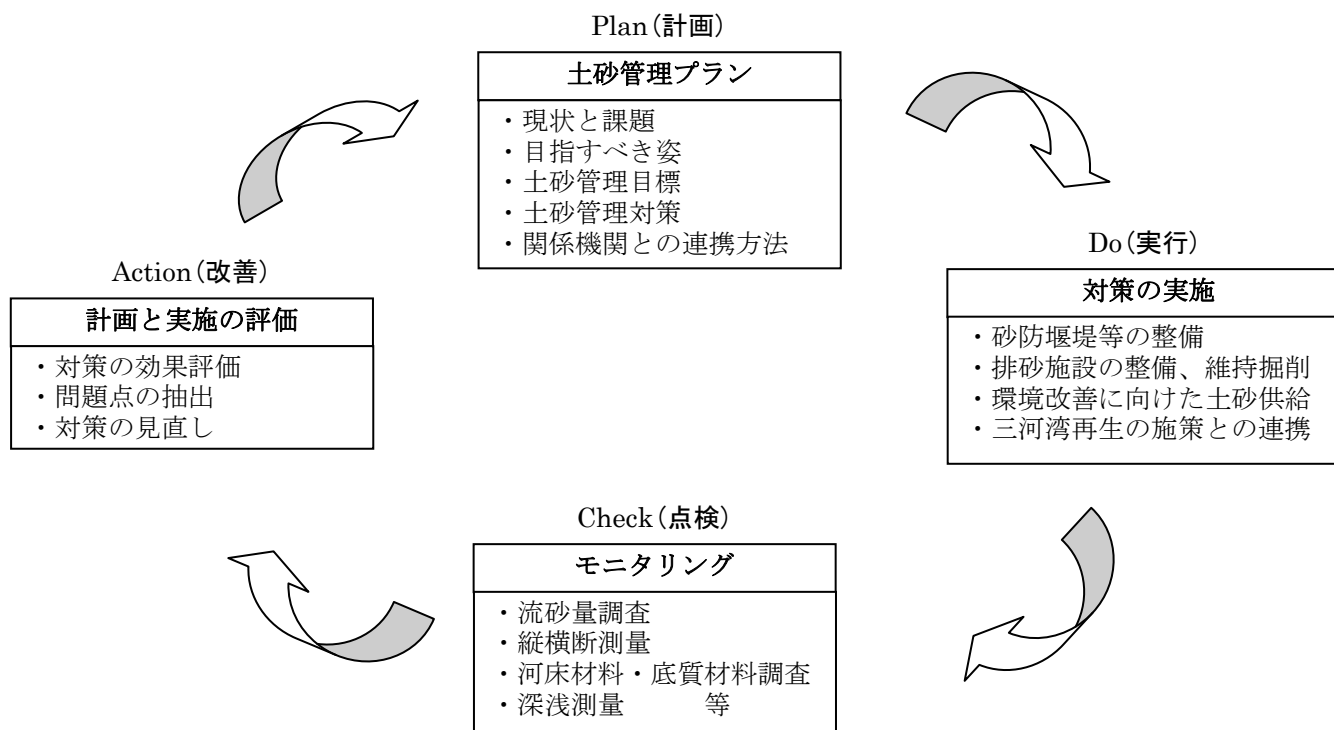 Plan(計画)
土砂管理プラン
・現状と課題
・目指すべき姿
・土砂管理目標
・土砂管理対策
・関係機関との連携方法
Do(実行)
対策の実施
・砂防堰堤等の整備
・排砂施設の整備、維持掘削
・環境改善に向けた土砂供給
・三河湾再生の施策との連携
Check(点検)
モニタリング
・流砂量調査
・縦横断測量
・河床材料・底質材料調査
・深浅測量　　　等
Action(改善)
計画と実施の評価
・対策の効果評価
・問題点の抽出
・対策の見直し